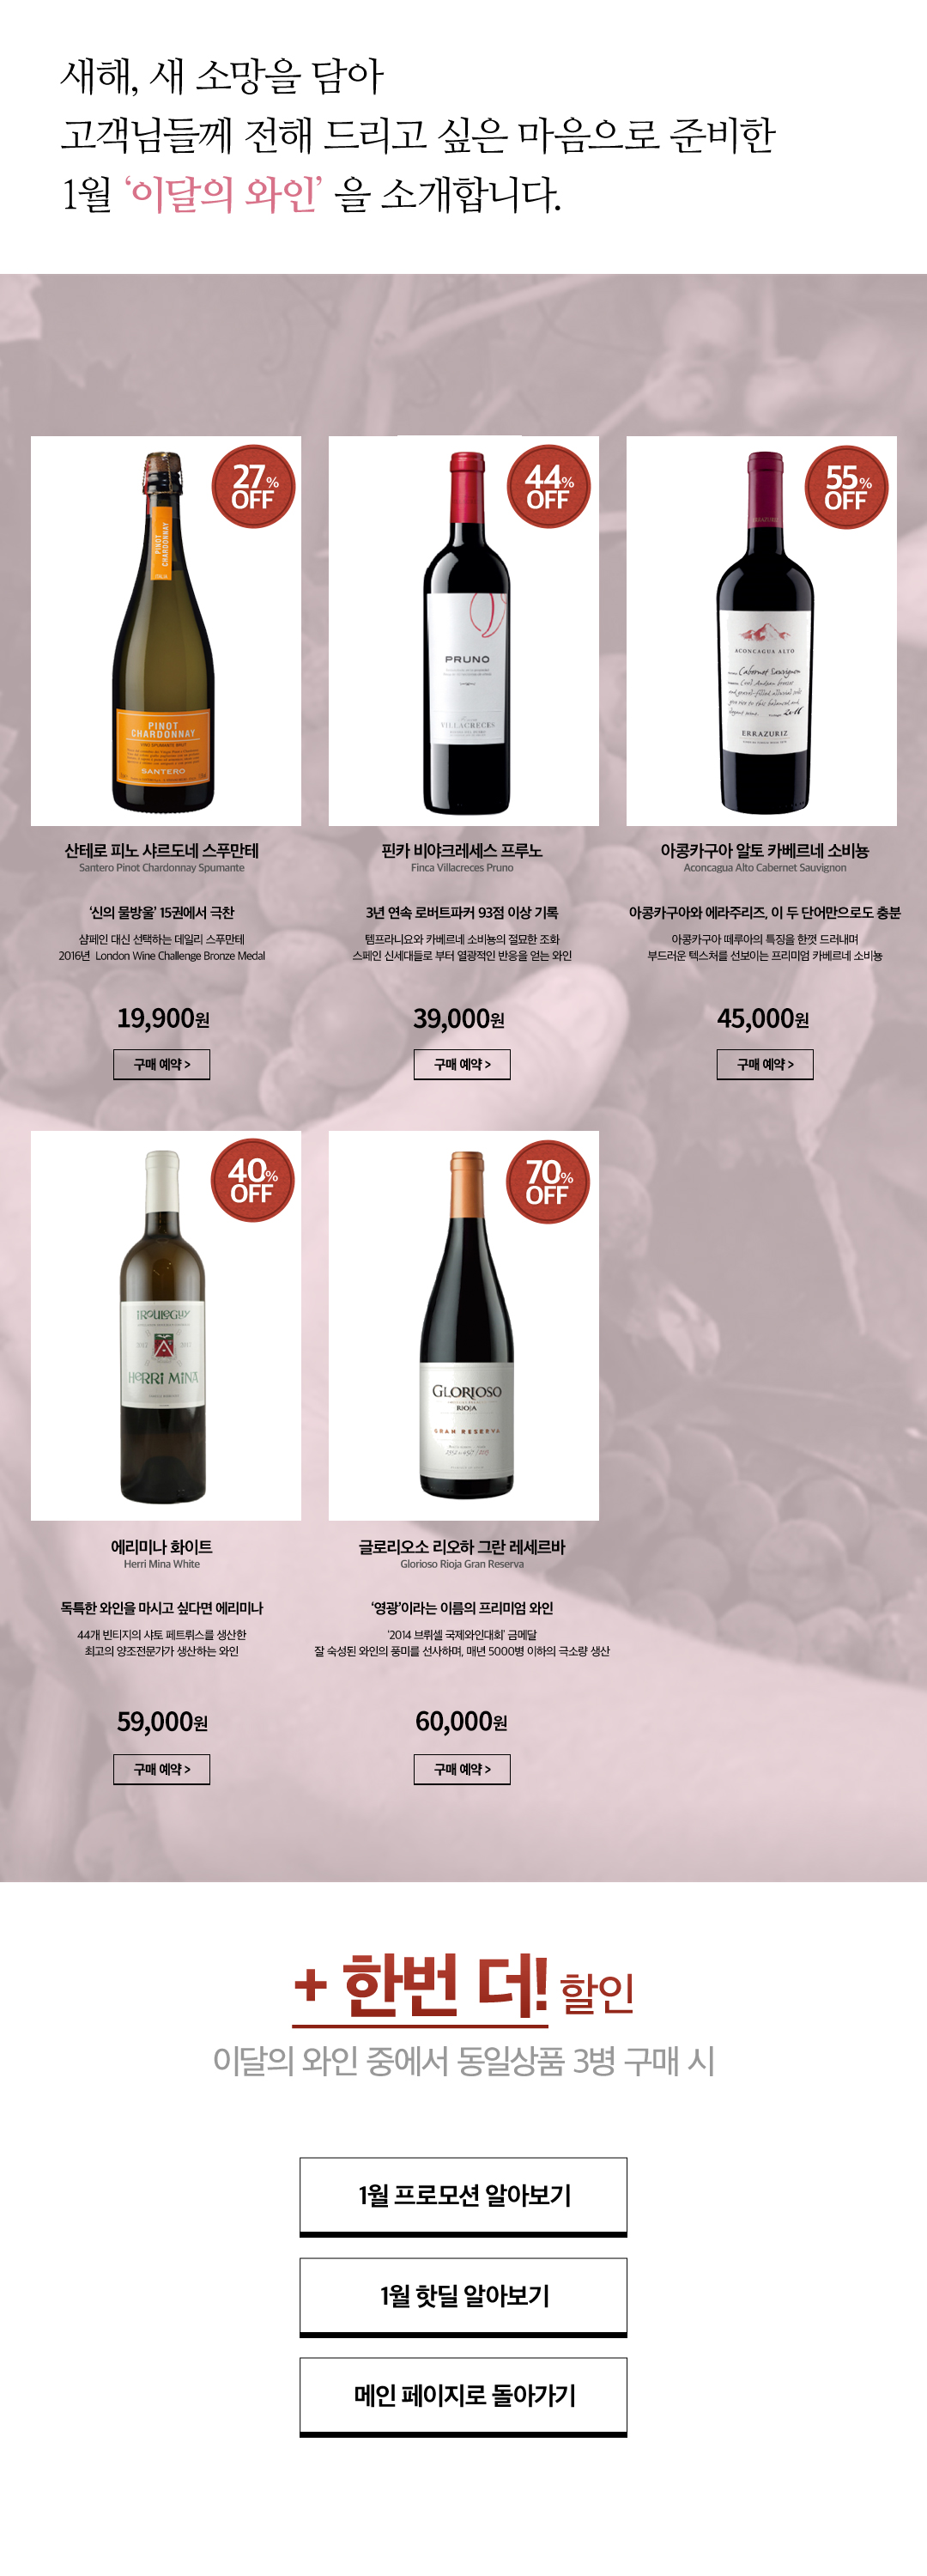 새해, 새 소망을 담아
고객님들께 전해 드리고 싶은 마음으로 준비한
1월 ‘이달의 와인’ 을 소개합니다.
27% OFF
PINOT CHARDONNAY
PINOT
CHARDONNAY
VINO SPUMANTE BRUT
SANTERO
44% OFF
PRUNO
VILLACRECES
55% OFF
ERRAZURIZ
ACONCAGUA ALTO
Cabernet Sauvignon
ERRAZURIZ
산테로 피노 샤르도네 스푸만테
Santero Pinot Chardonnay Spumante
‘신의 물방울’ 15권에서 극찬
샴페인 대신 선택하는 데일리 스푸만테
2016년 London Wine Challenge Bronze Medal
19,900원
구매 예약 >
핀카 비야크레세스 프루노
Finca Villacreces Pruno
3년 연속 로버트파커 93점 이상 기록
템프라니요와 카베르네 소비뇽의 절묘한 조화
스페인 신세대들로 부터 열광적인 반응을 얻는 와인
39,000원
구매 예약 >
아콩카구아 알토 카베르네 소비뇽
Aconcagua Alto Cabernet Sauvignon
아콩카구아와 에라주리즈, 이 두 단어만으로도 충분
아콩카구아 떼루아의 특징을 한껏 드러내며
부드러운 텍스처를 선보이는 프리미엄 카베르네 소비뇽
45,000원
구매 예약 >
40% OFF
IROULEGUY
HERRI MINA
70% OFF
GLORIOSO
RIOJA
GRAN RESERVA
에리미나 화이트
Herri Mina White
독특한 와인을 마시고 싶다면 에리미나
44개 빈티지의 샤토 페트뤼스를 생산한
최고의 양조전문가가 생산하는 와인
59,000원
구매 예약 >
글로리오소 리오하 그란 레세르바
Glorioso Rioja Gran Reserva
‘영광’이라는 이름의 프리미엄 와인
‘2014 브뤼셀 국제와인대회’ 금메달
잘 숙성된 와인의 풍미를 선사하며, 매년 5000병 이하의 극소량 생산
60,000원
구매 예약 >
+ 한번 더! 할인
이달의 와인 중에서 동일상품 3병 구매 시
1월 프로모션 알아보기
1월 핫딜 알아보기
메인 페이지로 돌아가기